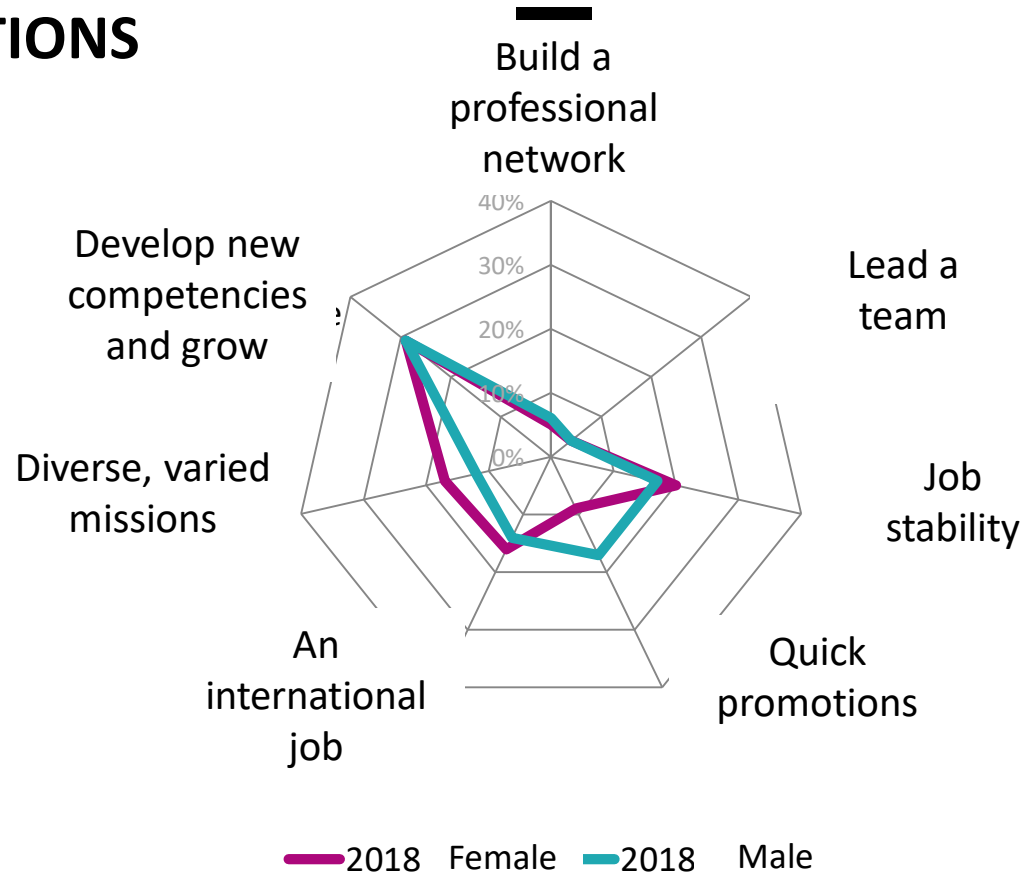 TIONS
Build a
professional
network
40%
30%
20%
10%
0%
Develop new
competencies
and grow
e
Lead a
team
Diverse, varied
missions
Job
stability
An
international
job
Quick
promotions
2018 Female 2018 Male